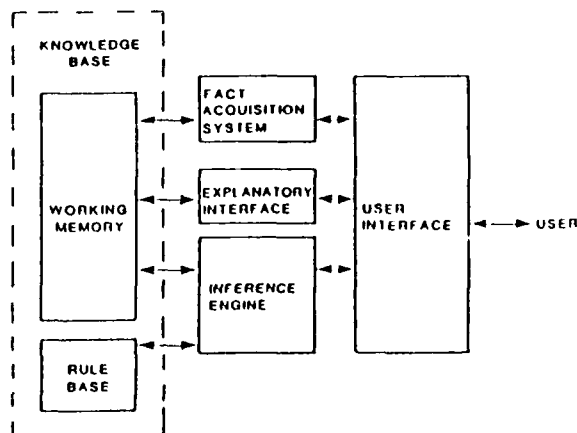 KNOWLEDGE
BASE
WORKING
MEMORY
RULE
BASE
FACT
ACQUISITION
SYSTEM
EXPLANATORY
INTERFACE
INFERENCE
ENGINE
USER
INTERFACE
USER